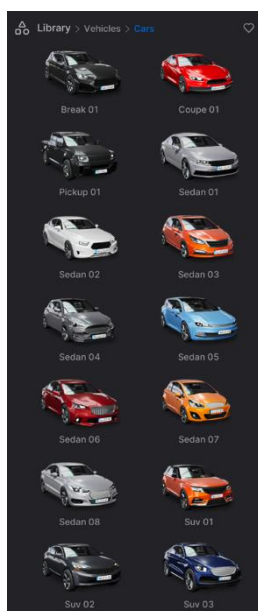 Library > Vehicles > Cars
Break 01
Coupe 01
Pickup 01
Sedan 01
Sedan 02
Sedan 03
Sedan 04
Sedan 05
Sedan 06
Sedan 07
Sedan 08
Suv 01
Suv 02
Suv 03